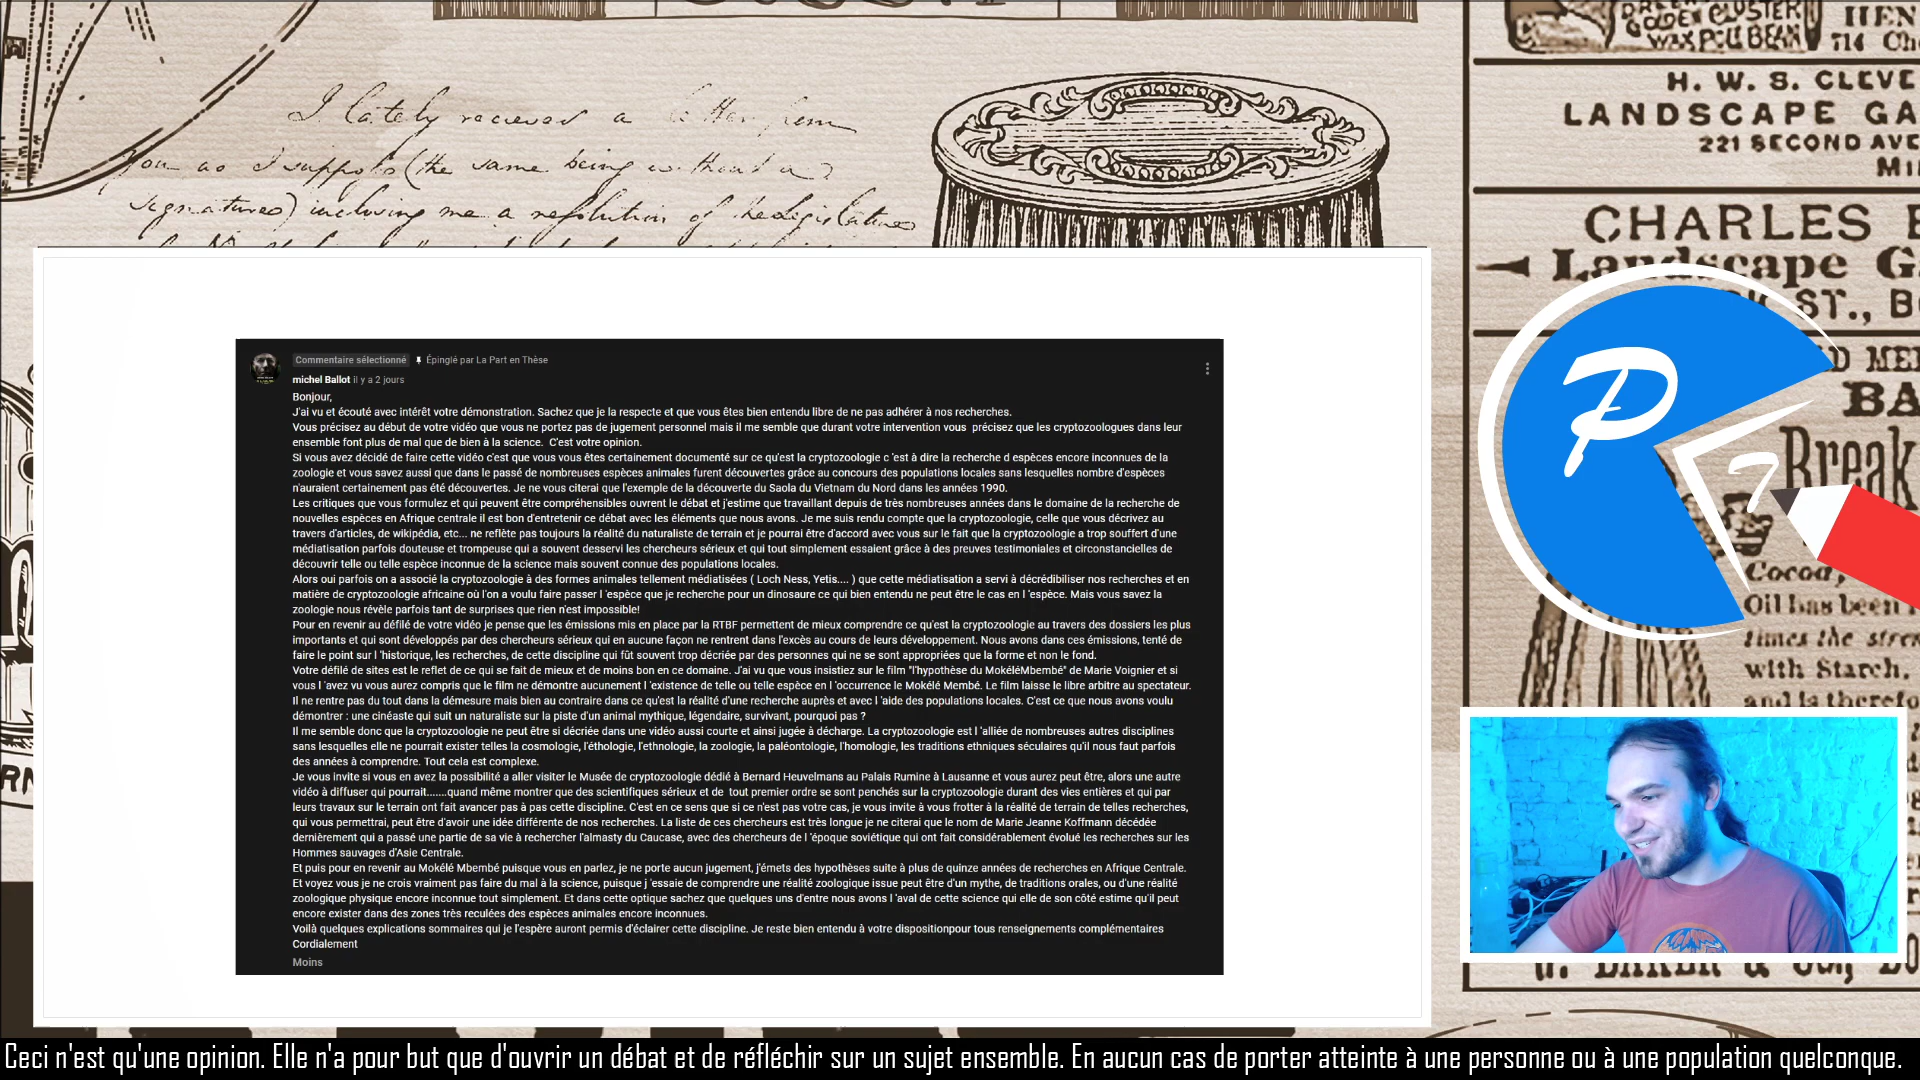 GOLDEN CLUSTER
WAX POLE BEAN
714
H. W. S. CLEVE
LANDSCAPE GA
221 SECOND AVE
I lately recieved a letter from
you as I suppose (the same being without a
signatures) inclosing me a resolution of the legislature
CHARLES
Landscape G
ST., B
Commentaire sélectionné Épinglé par La Part en Thèse
michel Ballot il y a 2 jours
Bonjour,
J'ai vu et écouté avec intérêt votre démonstration. Sachez que je la respecte et que vous êtes bien entendu libre de ne pas adhérer à nos recherches.
Vous précisez au début de votre vidéo que vous ne portez pas de jugement personnel mais il me semble que durant votre intervention vous  précisez que les cryptozoologues dans leur
ensemble font plus de mal que de bien à la science.  C'est votre opinion.
Si vous avez décidé de faire cette vidéo c'est que vous vous êtes certainement documenté sur ce qu'est la cryptozoologie c 'est à dire la recherche d espèces encore inconnues de la
zoologie et vous savez aussi que dans le passé de nombreuses espèces animales furent découvertes grâce au concours des populations locales sans lesquelles nombre d'espèces
n'auraient certainement pas été découvertes. Je ne vous citerai que l'exemple de la découverte du Saola du Vietnam du Nord dans les années 1990.
Les critiques que vous formulez et qui peuvent être compréhensibles ouvrent le débat et j'estime que travaillant depuis de très nombreuses années dans le domaine de la recherche de
nouvelles espèces en Afrique centrale il est bon d'entretenir ce débat avec les éléments que nous avons. Je me suis rendu compte que la cryptozoologie, celle que vous décrivez au
travers d'articles, de wikipédia, etc... ne reflète pas toujours la réalité du naturaliste de terrain et je pourrai être d'accord avec vous sur le fait que la cryptozoologie a trop souffert d'une
médiatisation parfois douteuse et trompeuse qui a souvent desservi les chercheurs sérieux et qui tout simplement essaient grâce à des preuves testimoniales et circonstancielles de
découvrir telle ou telle espèce inconnue de la science mais souvent connue des populations locales.
Alors oui parfois on a associé la cryptozoologie à des formes animales tellement médiatisées ( Loch Ness, Yetis.... ) que cette médiatisation a servi à décrédibiliser nos recherches et en
matière de cryptozoologie africaine où l'on a voulu faire passer l 'espèce que je recherche pour un dinosaure ce qui bien entendu ne peut être le cas en l 'espèce. Mais vous savez la
zoologie nous révèle parfois tant de surprises que rien n'est impossible!
Pour en revenir au défilé de votre vidéo je pense que les émissions mis en place par la RTBF permettent de mieux comprendre ce qu'est la cryptozoologie au travers des dossiers les plus
importants et qui sont développés par des chercheurs sérieux qui en aucune façon ne rentrent dans l'excès au cours de leurs développement. Nous avons dans ces émissions, tenté de
faire le point sur l 'historique, les recherches, de cette discipline qui fût souvent trop décriée par des personnes qui ne se sont appropriées que la forme et non le fond.
Votre défilé de sites est le reflet de ce qui se fait de mieux et de moins bon en ce domaine. J'ai vu que vous insistiez sur le film "l'hypothèse du MokéléMbembé" de Marie Voignier et si
vous l 'avez vu vous aurez compris que le film ne démontre aucunement l 'existence de telle ou telle espèce en l 'occurrence le Mokélé Membé. Le film laisse le libre arbitre au spectateur.
Il ne rentre pas du tout dans la démesure mais bien au contraire dans ce qu'est la réalité d'une recherche auprès et avec l 'aide des populations locales. C'est ce que nous avons voulu
démontrer : une cinéaste qui suit un naturaliste sur la piste d'un animal mythique, légendaire, survivant, pourquoi pas ?
Il me semble donc que la cryptozoologie ne peut être si décriée dans une vidéo aussi courte et ainsi jugée à décharge. La cryptozoologie est l 'alliée de nombreuses autres disciplines
sans lesquelles elle ne pourrait exister telles la cosmologie, l'éthologie, l'ethnologie, la zoologie, la paléontologie, l'homologie, les traditions ethniques séculaires qu'il nous faut parfois
des années à comprendre. Tout cela est complexe.
Je vous invite si vous en avez la possibilité a aller visiter le Musée de cryptozoologie dédié à Bernard Heuvelmans au Palais Rumine à Lausanne et vous aurez peut être, alors une autre
vidéo à diffuser qui pourrait.......quand même montrer que des scientifiques sérieux et de  tout premier ordre se sont penchés sur la cryptozoologie durant des vies entières et qui par
leurs travaux sur le terrain ont fait avancer pas à pas cette discipline. C'est en ce sens que si ce n'est pas votre cas, je vous invite à vous frotter à la réalité de terrain de telles recherches,
qui vous permettrai, peut être d'avoir une idée différente de nos recherches. La liste de ces chercheurs est très longue je ne citerai que le nom de Marie Jeanne Koffmann décédée
dernièrement qui a passé une partie de sa vie à rechercher l'almasty du Caucase, avec des chercheurs de l 'époque soviétique qui ont fait considérablement évolué les recherches sur les
Hommes sauvages d'Asie Centrale.
Et puis pour en revenir au Mokélé Mbembé puisque vous en parlez, je ne porte aucun jugement, j'émets des hypothèses suite à plus de quinze années de recherches en Afrique Centrale.
Et voyez vous je ne crois vraiment pas faire du mal à la science, puisque j 'essaie de comprendre une réalité zoologique issue peut être d'un mythe, de traditions orales, ou d'une réalité
zoologique physique encore inconnue tout simplement. Et dans cette optique sachez que quelques uns d'entre nous avons l 'aval de cette science qui elle de son côté estime qu'il peut
encore exister dans des zones très reculées des espèces animales encore inconnues.
Voilà quelques explications sommaires qui je l'espère auront permis d'éclairer cette discipline. Je reste bien entendu à votre dispositionpour tous renseignements complémentaires
Cordialement
Moins
P
Break
Cocoa,
Oil has been
times the stren
with Starch,
and is therefo
Ceci n'est qu'une opinion. Elle n'a pour but que d'ouvrir un débat et de réfléchir sur un sujet ensemble. En aucun cas de porter atteinte à une personne ou à une population quelconque.